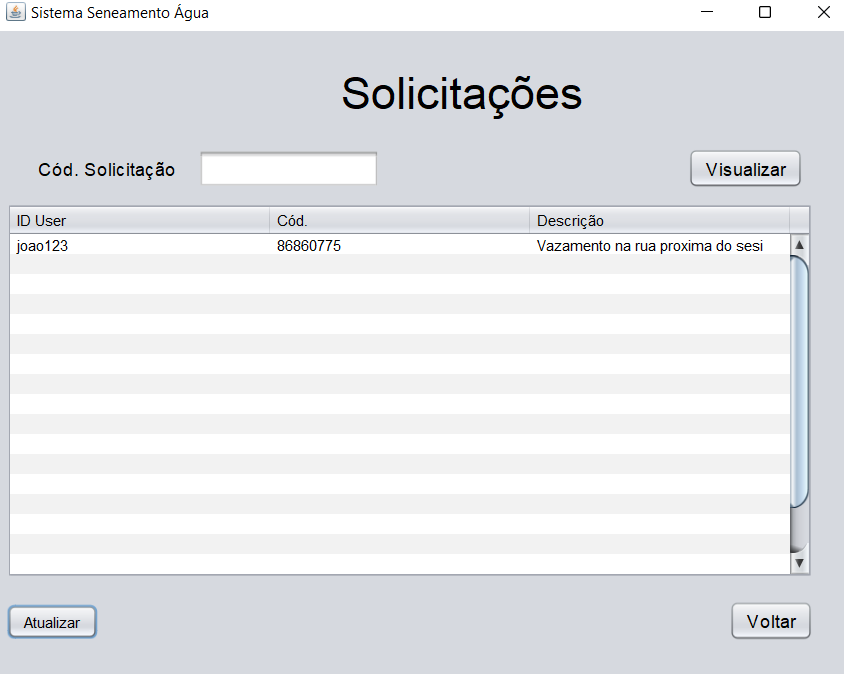 Sistema Seneamento Água
Solicitações
Cód. Solicitação
Visualizar
ID User Cód. Descrição
joao123 86860775 Vazamento na rua proxima do sesi
Atualizar
Voltar